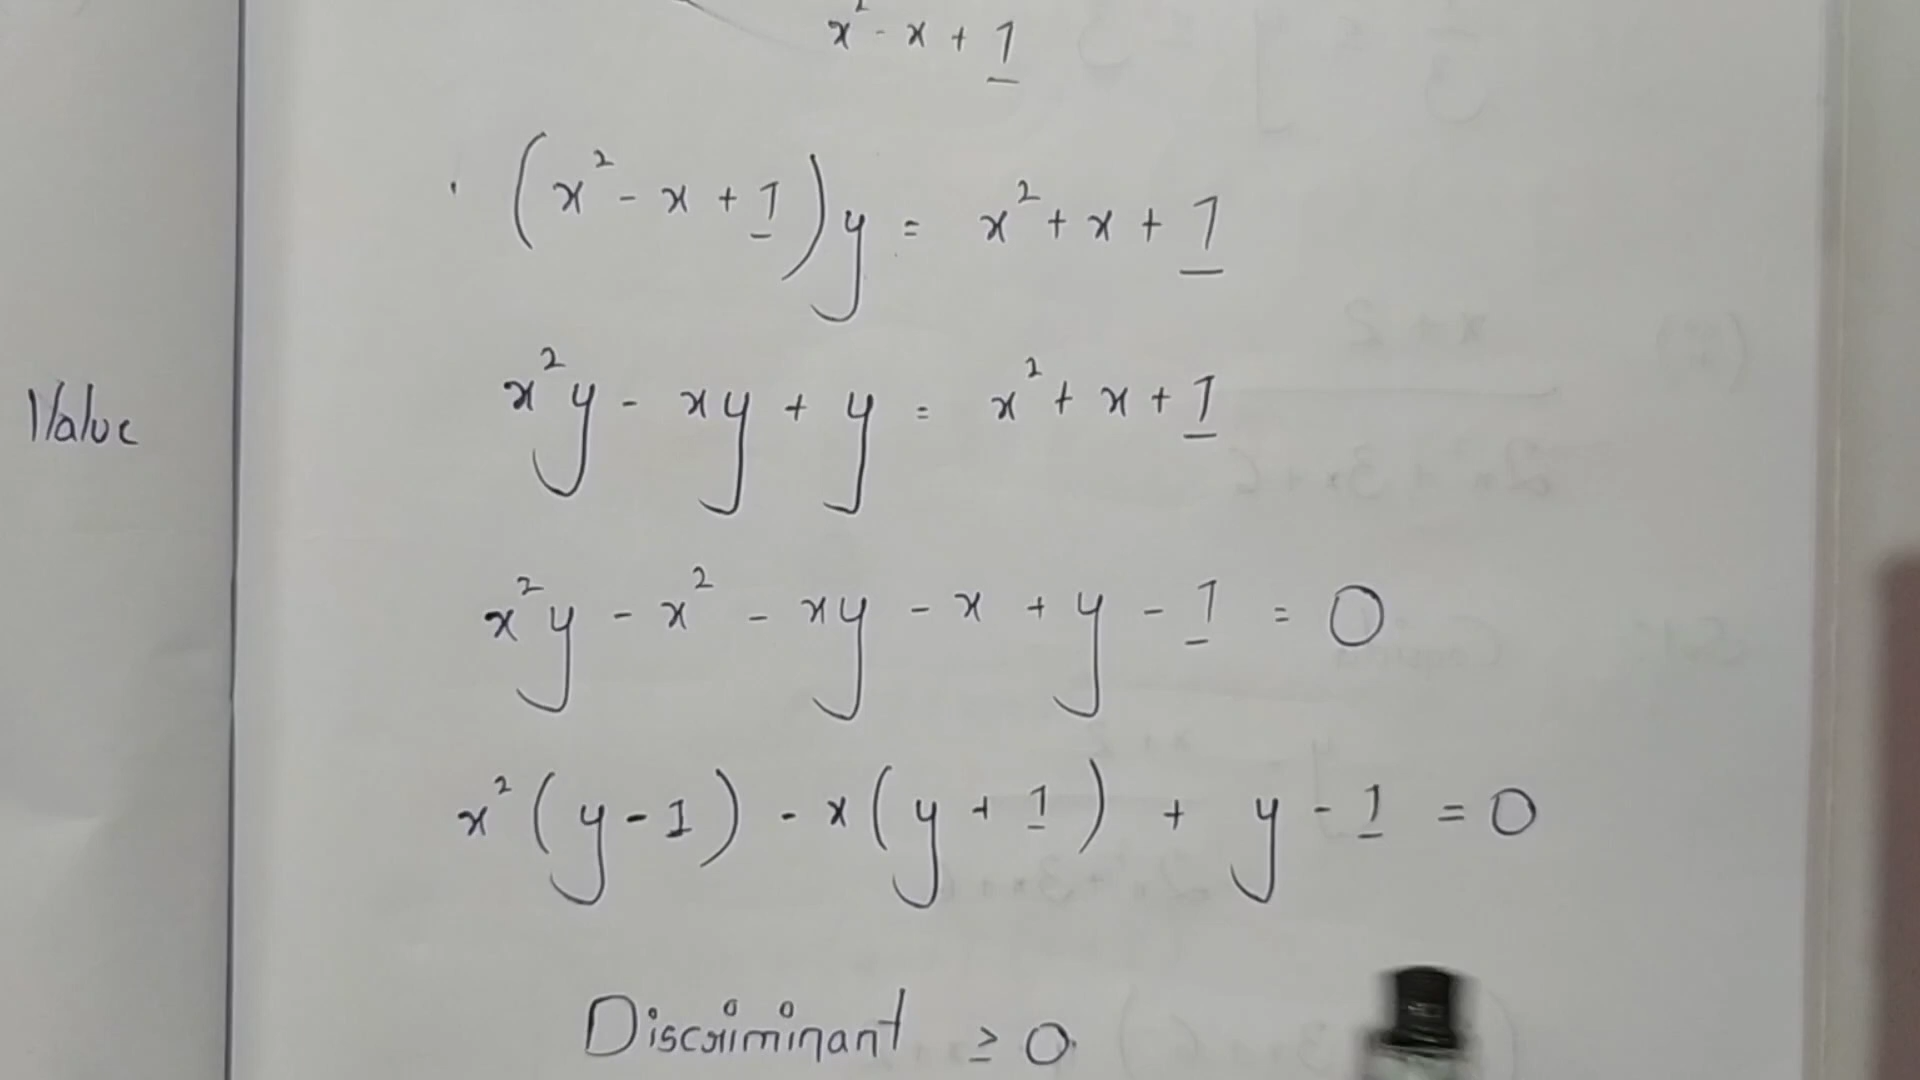 x² - x + 1
(x² - x + 1)y = x² + x + 1
x²y - xy + y = x² + x + 1
Value
x²y - x² - xy - x + y - 1 = 0
x²(y - 1) - x(y + 1) + y - 1 = 0
Discriminant ≥ 0